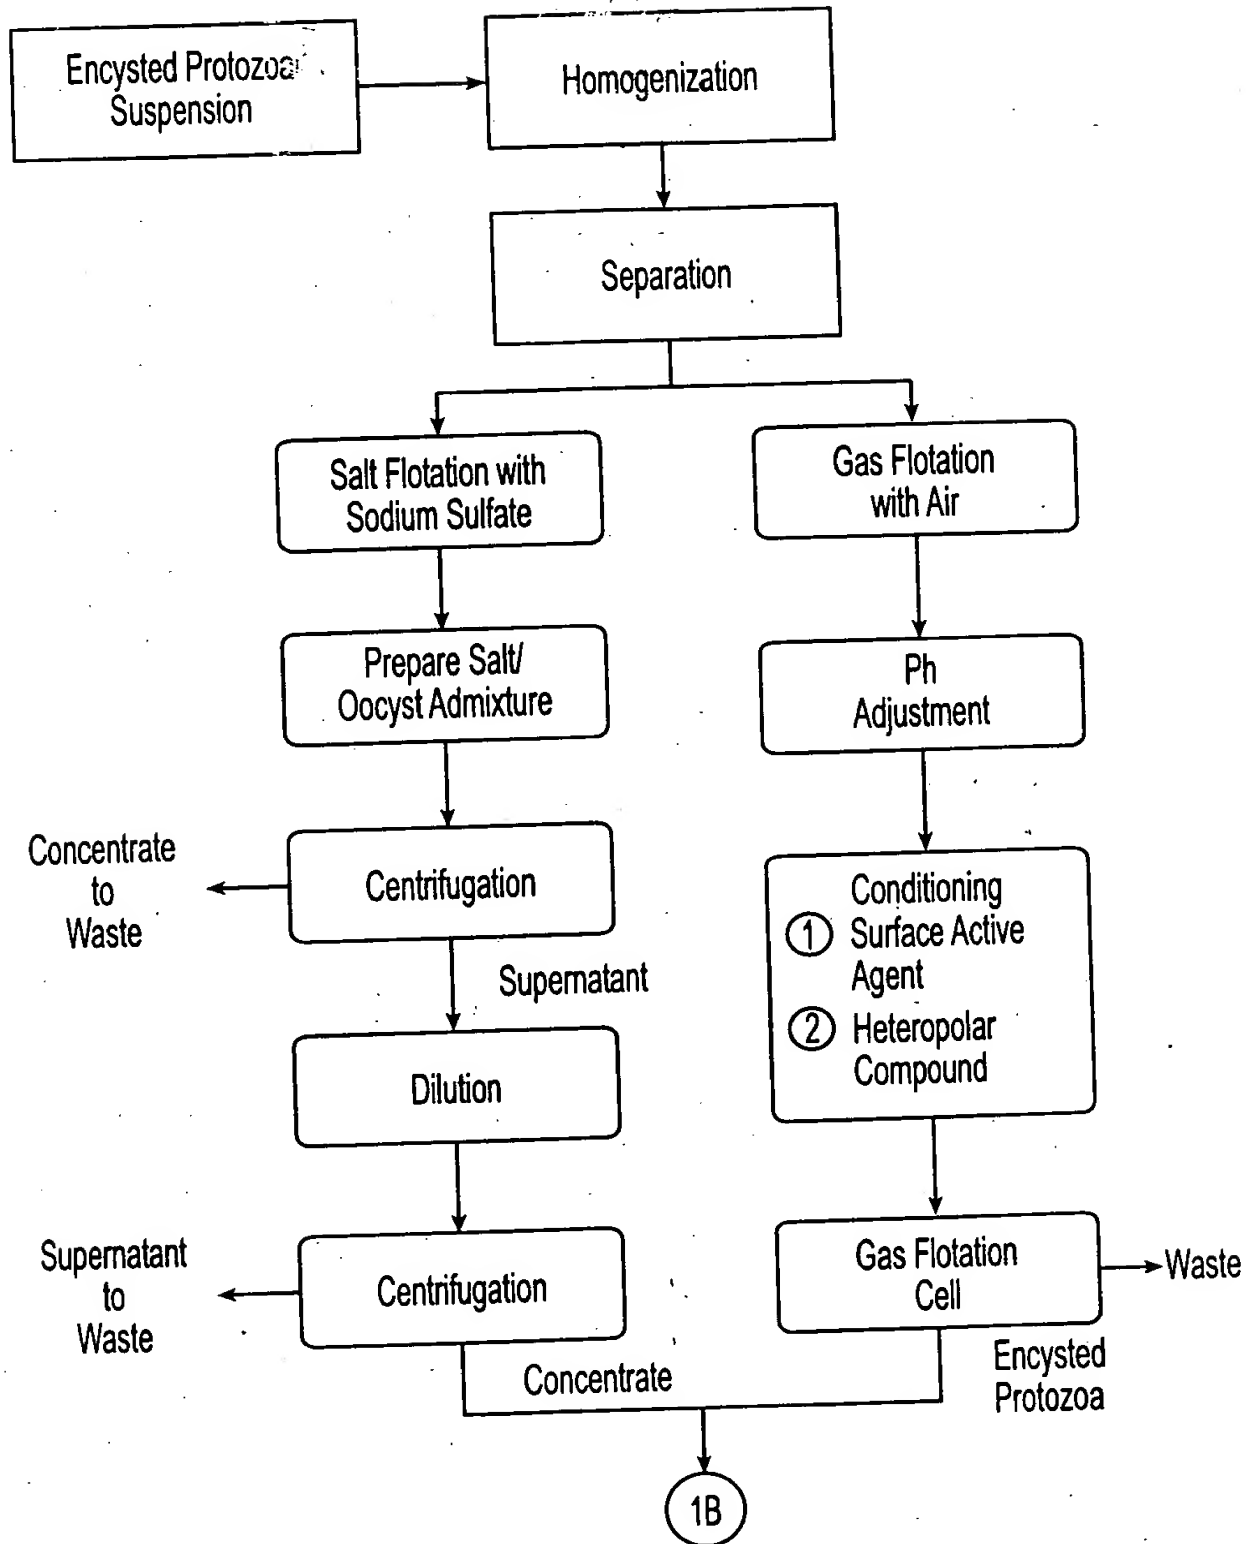 Encysted Protozoa
Suspension
Homogenization
Separation
Salt Flotation with
Sodium Sulfate
Gas Flotation
with Air
Prepare Salt/
Oocyst Admixture
Ph
Adjustment
Concentrate
to
Waste
Centrifugation
Conditioning
1 Surface Active
Agent
2 Heteropolar
Compound
Supernatant
Dilution
Supernatant
to
Waste
Centrifugation
Gas Flotation
Cell
Waste
Concentrate
Encysted
Protozoa
1B